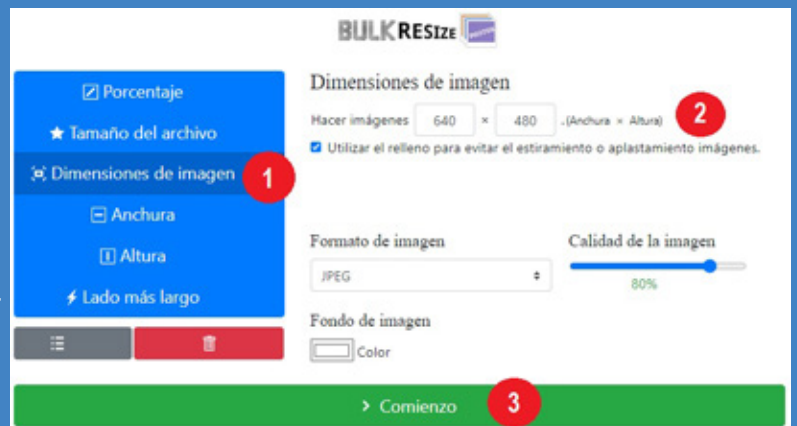 BULKRESIZE
Porcentaje
Tamaño del archivo
Dimensiones de imagen
1
Anchura
Altura
Lado más largo
Dimensiones de imagen
Hacer imágenes 640 × 480 .(Anchura × Altura)
2
Utilizar el relleno para evitar el estiramiento o aplastamiento imágenes.
Formato de imagen
JPEG
Calidad de la imagen
80%
Fondo de imagen
Color
> Comienzo
3